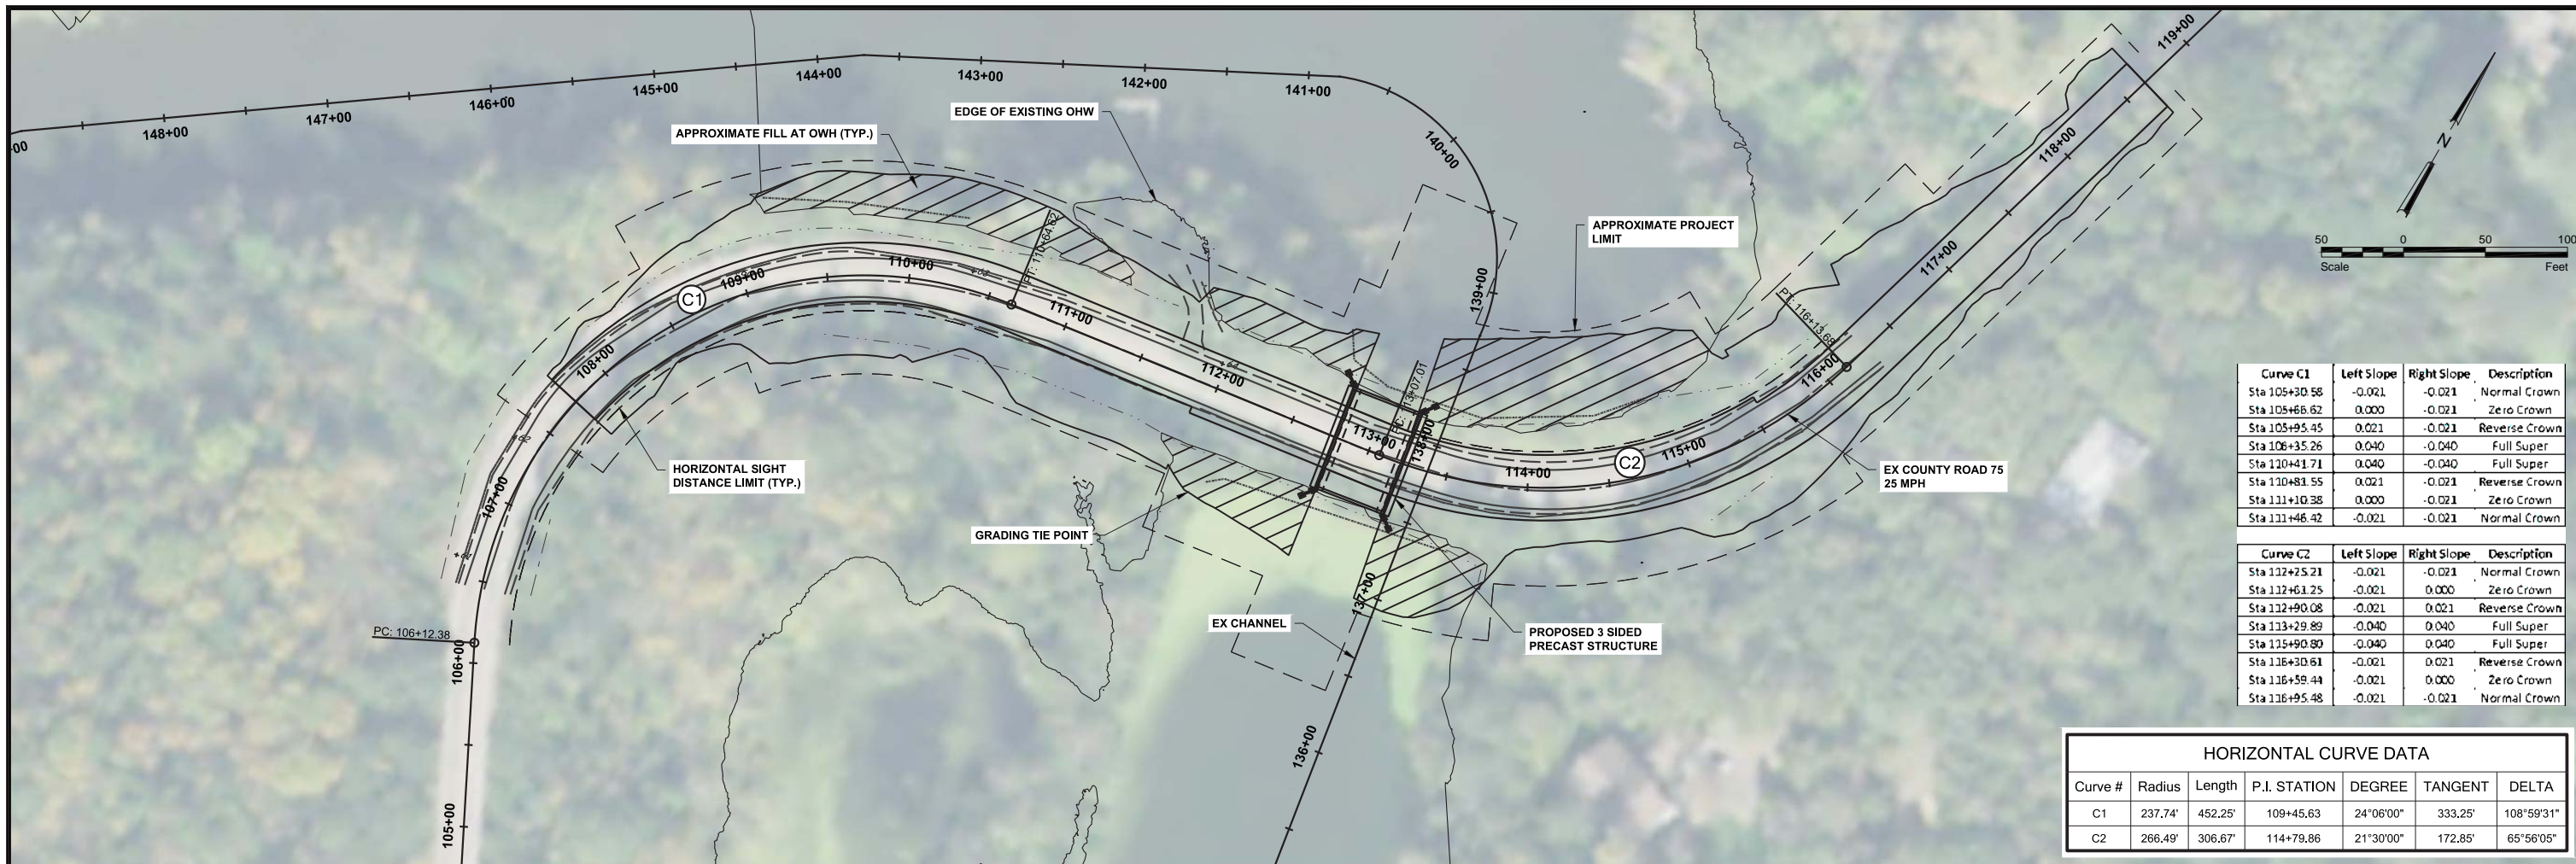 119+00
144+00
143+00
142+00
141+00
145+00
146+00
147+00
148+00
+00
EDGE OF EXISTING OHW
APPROXIMATE FILL AT OWH (TYP.)
140+00
118+00
N
APPROXIMATE PROJECT
LIMIT
50 0 50 100
Scale Feet
PT: 110+64.62
110+00
109+00
C1
111+00
139+00
117+00
PT: 116+13.68
108+00
112+00
116+00
PC: 113+07.01
113+00
138+00
C2
115+00
114+00
HORIZONTAL SIGHT
DISTANCE LIMIT (TYP.)
EX COUNTY ROAD 75
25 MPH
107+00
GRADING TIE POINT
137+00
EX CHANNEL
PROPOSED 3 SIDED
PRECAST STRUCTURE
PC: 106+12.38
106+00
136+00
105+00
Curve C1 Left Slope Right Slope Description
Sta 105+30.58 -0.021 -0.021 Normal Crown
Sta 105+66.62 0.000 -0.021 Zero Crown
Sta 105+95.45 0.021 -0.021 Reverse Crown
Sta 106+35.26 0.040 -0.040 Full Super
Sta 110+41.71 0.040 -0.040 Full Super
Sta 110+81.55 0.021 -0.021 Reverse Crown
Sta 111+10.38 0.000 -0.021 Zero Crown
Sta 111+46.42 -0.021 -0.021 Normal Crown
Curve C2 Left Slope Right Slope Description
Sta 112+25.21 -0.021 -0.021 Normal Crown
Sta 112+61.25 -0.021 0.000 Zero Crown
Sta 112+90.08 -0.021 0.021 Reverse Crown
Sta 113+29.89 -0.040 0.040 Full Super
Sta 115+90.80 -0.040 0.040 Full Super
Sta 116+30.61 -0.021 0.021 Reverse Crown
Sta 116+59.44 -0.021 0.000 Zero Crown
Sta 116+95.48 -0.021 -0.021 Normal Crown
HORIZONTAL CURVE DATA
Curve # Radius Length P.I. STATION DEGREE TANGENT DELTA
C1 237.74' 452.25' 109+45.63 24°06'00" 333.25' 108°59'31"
C2 266.49' 306.67' 114+79.86 21°30'00" 172.85' 65°56'05"